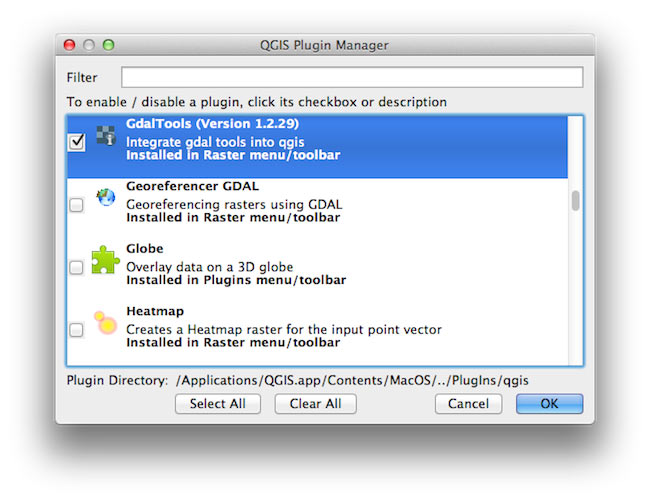 QGIS Plugin Manager
Filter
To enable / disable a plugin, click its checkbox or description
GdalTools (Version 1.2.29)
Integrate gdal tools into qgis
Installed in Raster menu/toolbar
Georeferencer GDAL
Georeferencing rasters using GDAL
Installed in Raster menu/toolbar
Globe
Overlay data on a 3D globe
Installed in Plugins menu/toolbar
Heatmap
Creates a Heatmap raster for the input point vector
Installed in Raster menu/toolbar
Plugin Directory: /Applications/QGIS.app/Contents/MacOS/../PlugIns/qgis
Select All Clear All Cancel OK